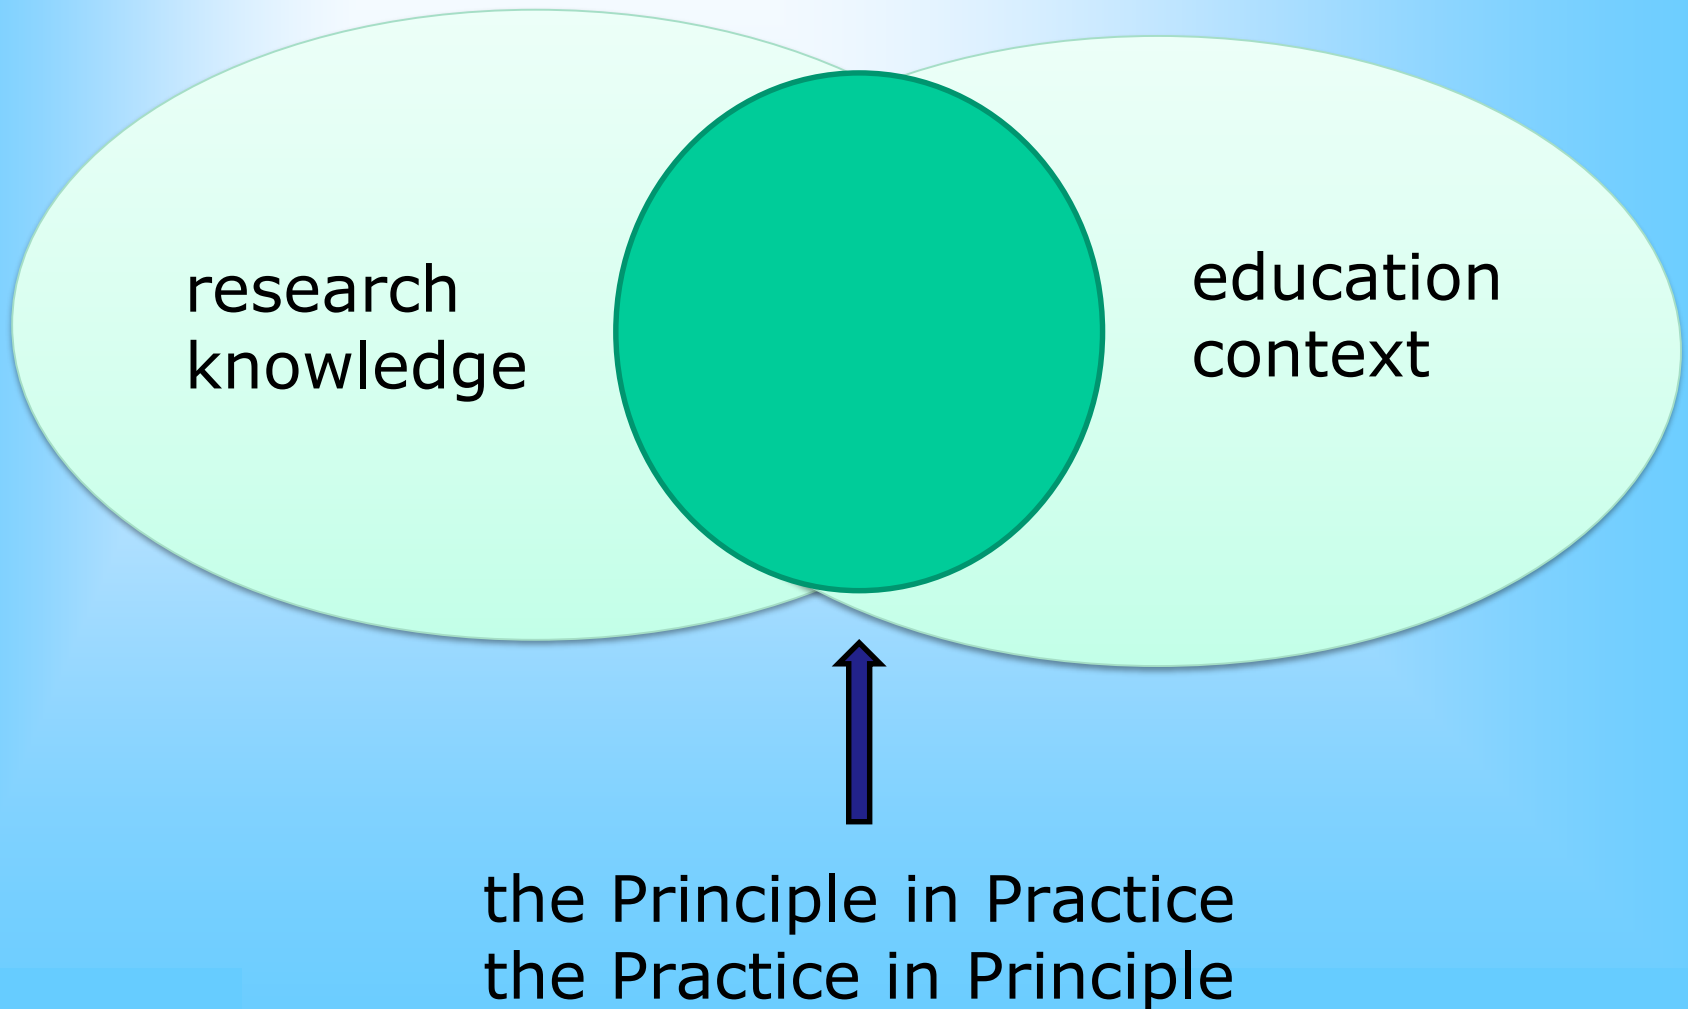 research
knowledge
education
context
the Principle in Practice
the Practice in Principle